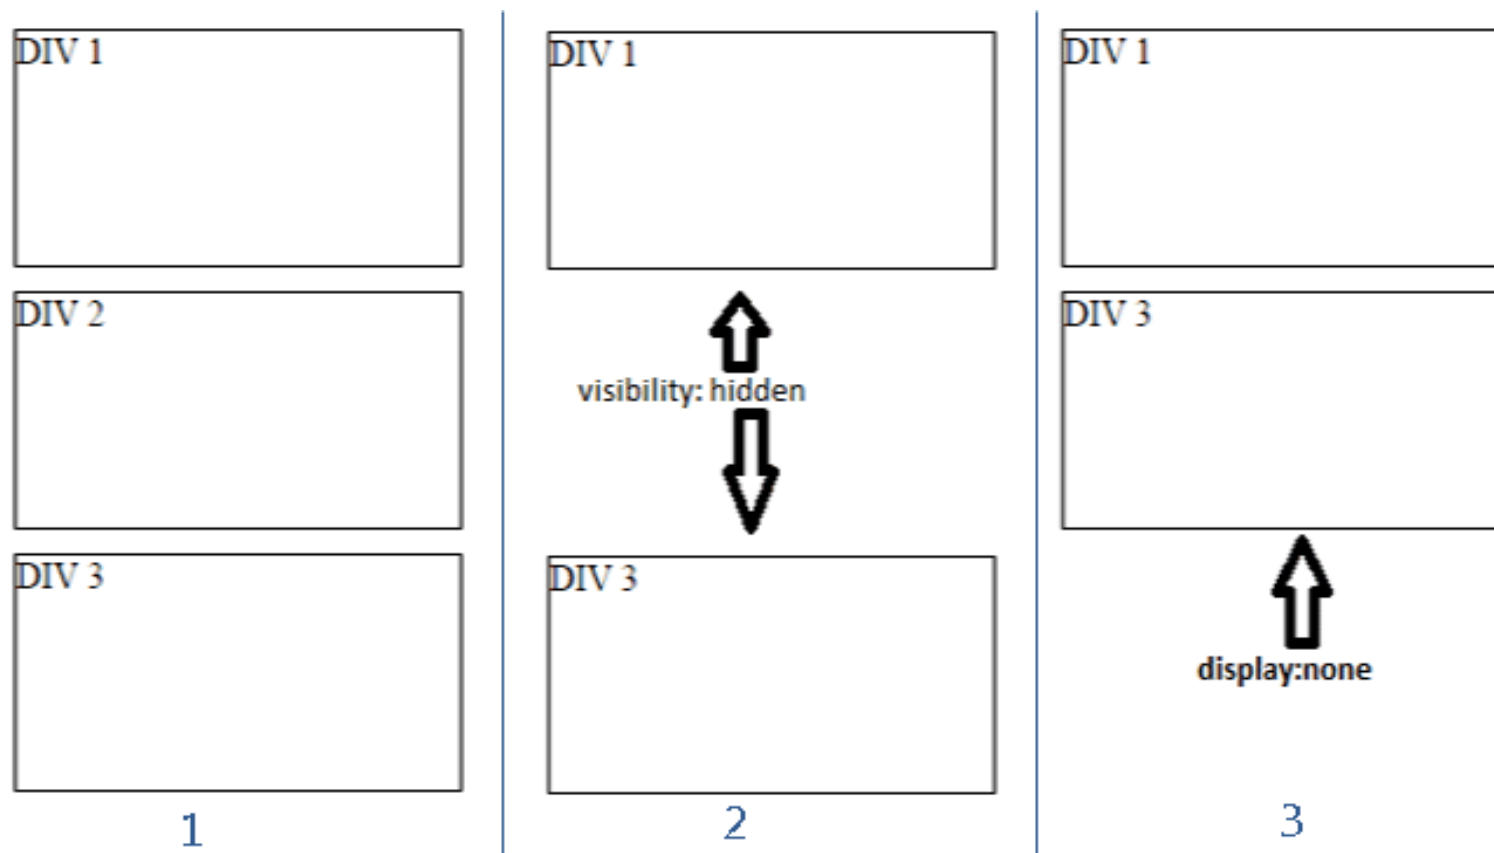 DIV 1
DIV 2
DIV 3
1
DIV 1
visibility: hidden
DIV 3
2
DIV 1
DIV 3
display:none
3